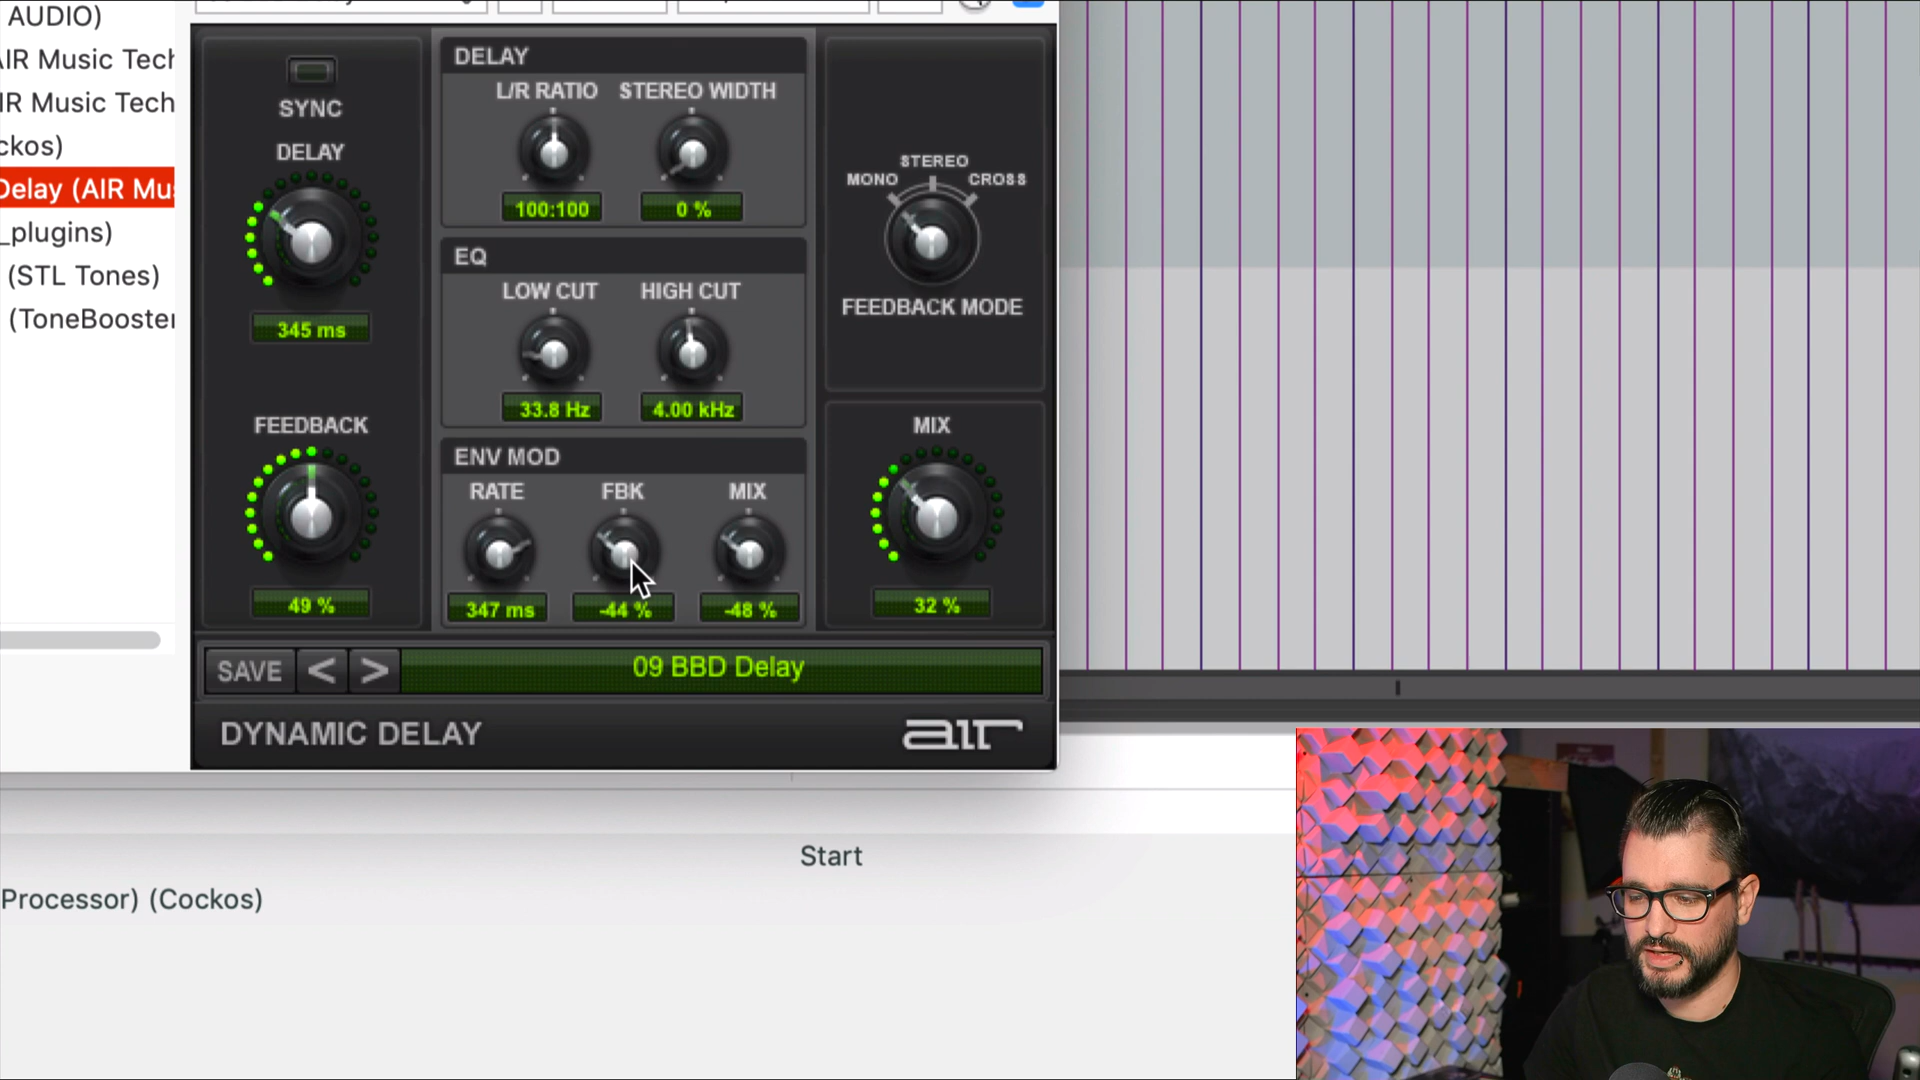 AUDIO)
AIR Music Tech
IR Music Tech
ckos)
Delay (AIR Mus
_plugins)
(STL Tones)
(ToneBooster
SYNC
DELAY
345 ms
FEEDBACK
49 %
DELAY
L/R RATIO STEREO WIDTH
100:100 0 %
EQ
LOW CUT HIGH CUT
33.8 Hz 4.00 kHz
ENV MOD
RATE FBK MIX
347 ms -44 % -48 %
STEREO
MONO CROSS
FEEDBACK MODE
MIX
32 %
SAVE < > 09 BBD Delay
DYNAMIC DELAY air
Start
Processor) (Cockos)